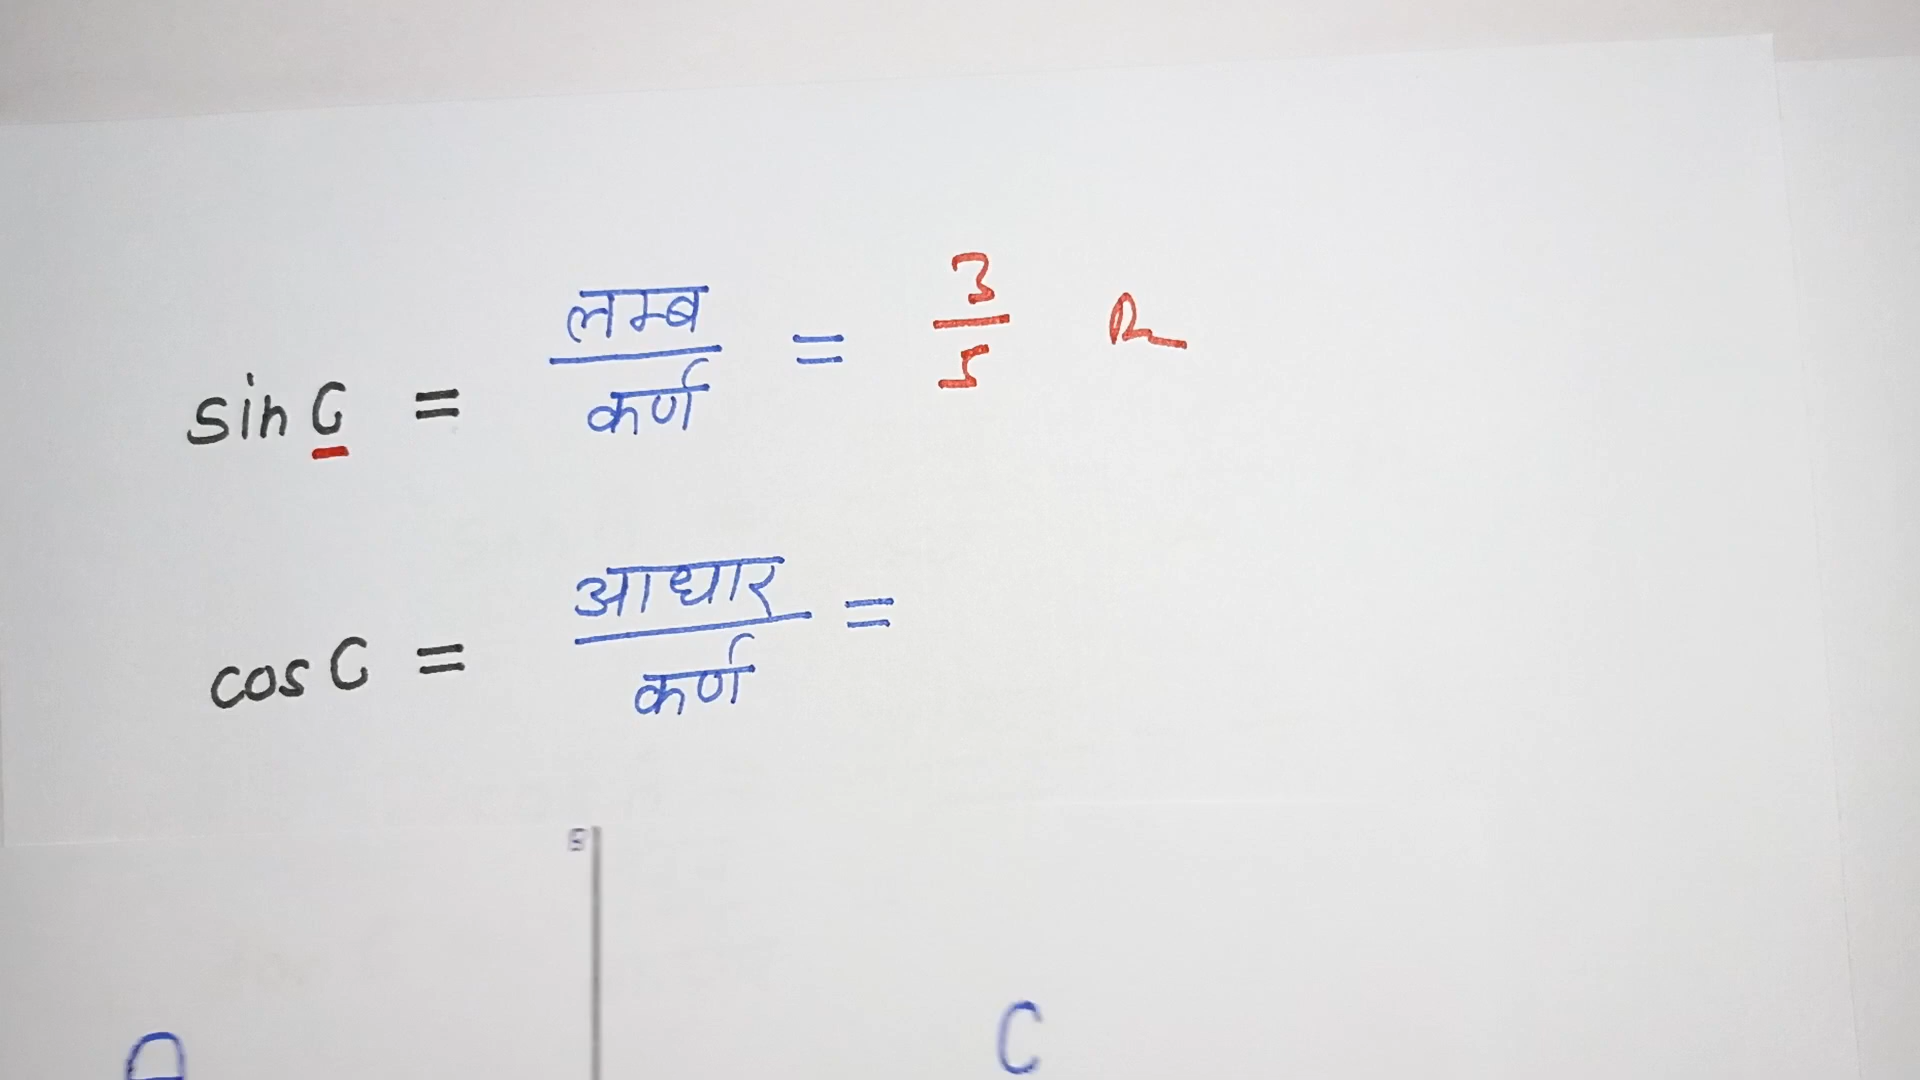 sin C = लम्ब/कर्ण = 3/5
cos C = आधार/कर्ण =
C